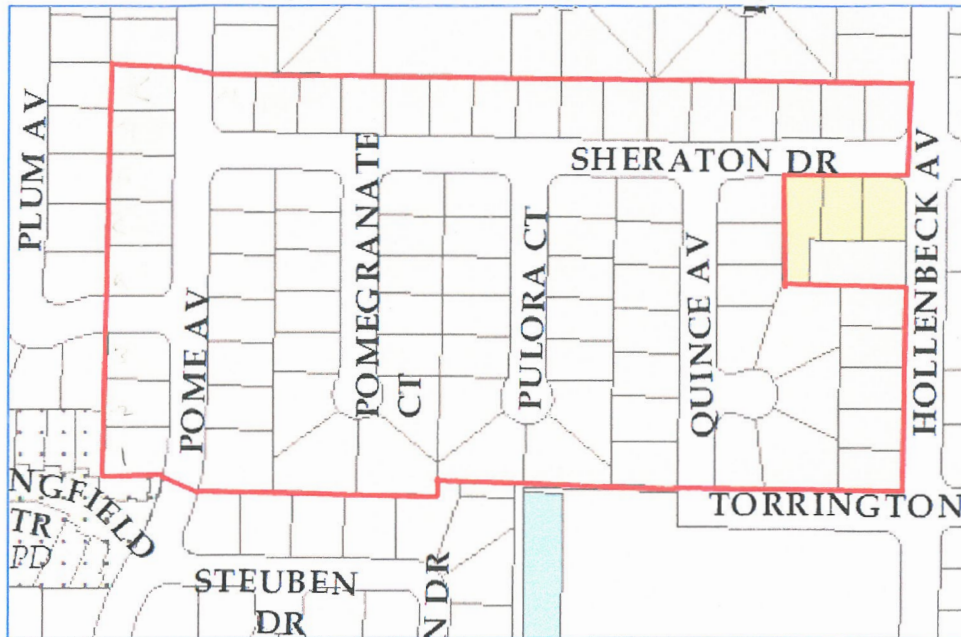 PLUM AV
SHERATON DR
HOLLENBECK AV
POMEGRANATE
CT
PULORA CT
QUINCE AV
POME AV
TORRINGTON
NGFIELD
TR
PD
STEUBEN
DR
N DR